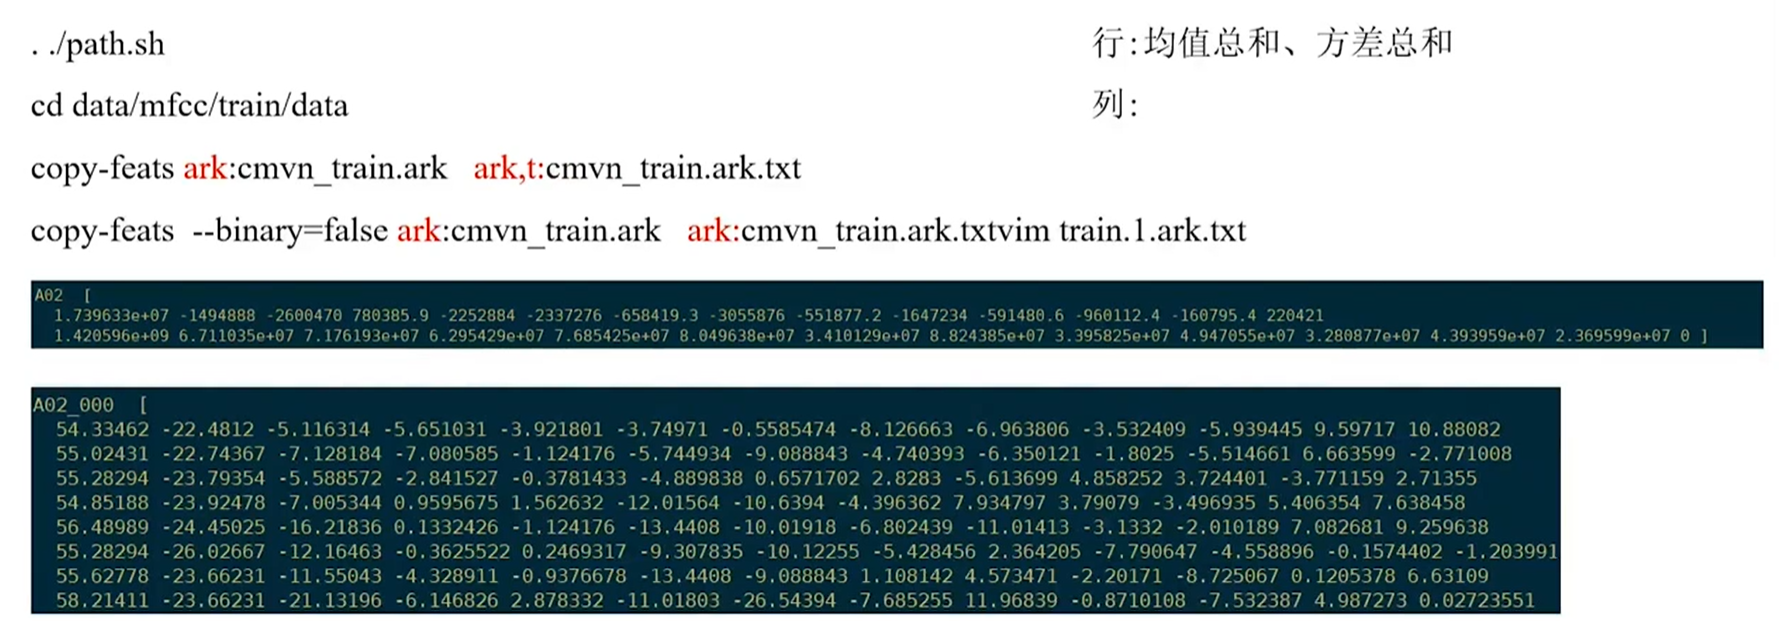 . ./path.sh
行:均值总和、方差总和
cd data/mfcc/train/data
列:
copy-feats ark:cmvn_train.ark ark,t:cmvn_train.ark.txt
copy-feats --binary=false ark:cmvn_train.ark ark:cmvn_train.ark.txtvim train.1.ark.txt
A02 [
1.739633e+07 -1494888 -2600470 780385.9 -2252884 -2337276 -658419.3 -3055876 -551877.2 -1647234 -591480.6 -960112.4 -160795.4 220421
1.420596e+09 6.711035e+07 7.176193e+07 6.295429e+07 7.685425e+07 8.049638e+07 3.410129e+07 8.824385e+07 3.395825e+07 4.947055e+07 3.280877e+07 4.393959e+07 2.369599e+07 0 ]
A02_000 [
54.33462 -22.4812 -5.116314 -5.651031 -3.921801 -3.74971 -0.5585474 -8.126663 -6.963806 -3.532409 -5.939445 9.59717 10.88082
55.02431 -22.74367 -7.128184 -7.080585 -1.124176 -5.744934 -9.088843 -4.740393 -6.350121 -1.8025 -5.514661 6.663599 -2.771008
55.28294 -23.79354 -5.588572 -2.841527 -0.3781433 -4.889838 0.6571702 2.8283 -5.613699 4.858252 3.724401 -3.771159 2.71355
54.85188 -23.92478 -7.005344 0.9595675 1.562632 -12.01564 -10.6394 -4.396362 7.934797 3.79079 -3.496935 5.406354 7.638458
56.48989 -24.45025 -16.21836 0.1332426 -1.124176 -13.4408 -10.01918 -6.802439 -11.01413 -3.1332 -2.010189 7.082681 9.259638
55.28294 -26.02667 -12.16463 -0.3625522 0.2469317 -9.307835 -10.12255 -5.428456 2.364205 -7.790647 -4.558896 -0.1574402 -1.203991
55.62778 -23.66231 -11.55043 -4.328911 -0.9376678 -13.4408 -9.088843 1.108142 4.573471 -2.20171 -8.725067 0.1205378 6.63109
58.21411 -23.66231 -21.13196 -6.146826 2.878332 -11.01803 -26.54394 -7.685255 11.96839 -0.8710108 -7.532387 4.987273 0.02723551